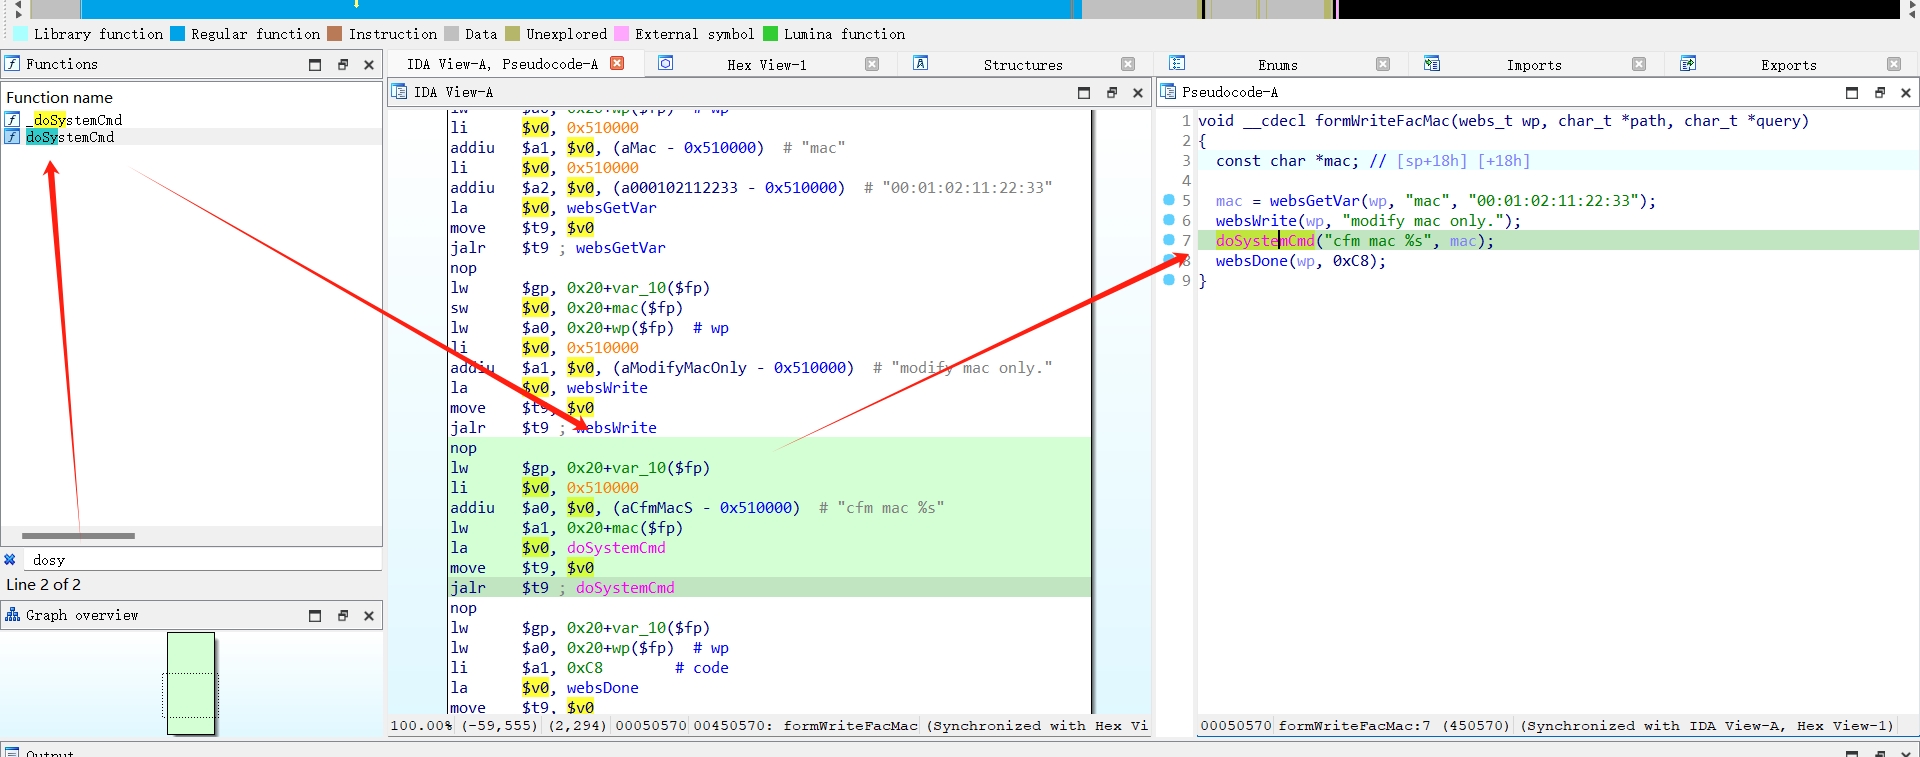 Library function Regular function Instruction Data Unexplored External symbol Lumina function
Functions
Function name
_doSystemCmd
doSystemCmd
dosy
Line 2 of 2
Graph overview
IDA View-A, Pseudocode-A Hex View-1 Structures Enums Imports Exports
IDA View-A
lw $a0, 0x20+wp($fp) # wp
li $v0, 0x510000
addiu $a1, $v0, (aMac - 0x510000) # "mac"
li $v0, 0x510000
addiu $a2, $v0, (a000102112233 - 0x510000) # "00:01:02:11:22:33"
la $v0, websGetVar
move $t9, $v0
jalr $t9 ; websGetVar
nop
lw $gp, 0x20+var_10($fp)
sw $v0, 0x20+mac($fp)
lw $a0, 0x20+wp($fp) # wp
li $v0, 0x510000
addiu $a1, $v0, (aModifyMacOnly - 0x510000) # "modify mac only."
la $v0, websWrite
move $t9, $v0
jalr $t9 ; websWrite
nop
lw $gp, 0x20+var_10($fp)
li $v0, 0x510000
addiu $a0, $v0, (aCfmMacS - 0x510000) # "cfm mac %s"
lw $a1, 0x20+mac($fp)
la $v0, doSystemCmd
move $t9, $v0
jalr $t9 ; doSystemCmd
nop
lw $gp, 0x20+var_10($fp)
lw $a0, 0x20+wp($fp) # wp
li $a1, 0xC8 # code
la $v0, websDone
move $t9, $v0
100.00% (-59,555) (2,294) 00050570 00450570: formWriteFacMac (Synchronized with Hex Vi
Pseudocode-A
1 void __cdecl formWriteFacMac(webs_t wp, char_t *path, char_t *query)
2 {
3 const char *mac; // [sp+18h] [+18h]
4
5 mac = websGetVar(wp, "mac", "00:01:02:11:22:33");
6 websWrite(wp, "modify mac only.");
7 doSystemCmd("cfm mac %s", mac);
8 websDone(wp, 0xC8);
9 }
00050570 formWriteFacMac:7 (450570) (Synchronized with IDA View-A, Hex View-1)
Output